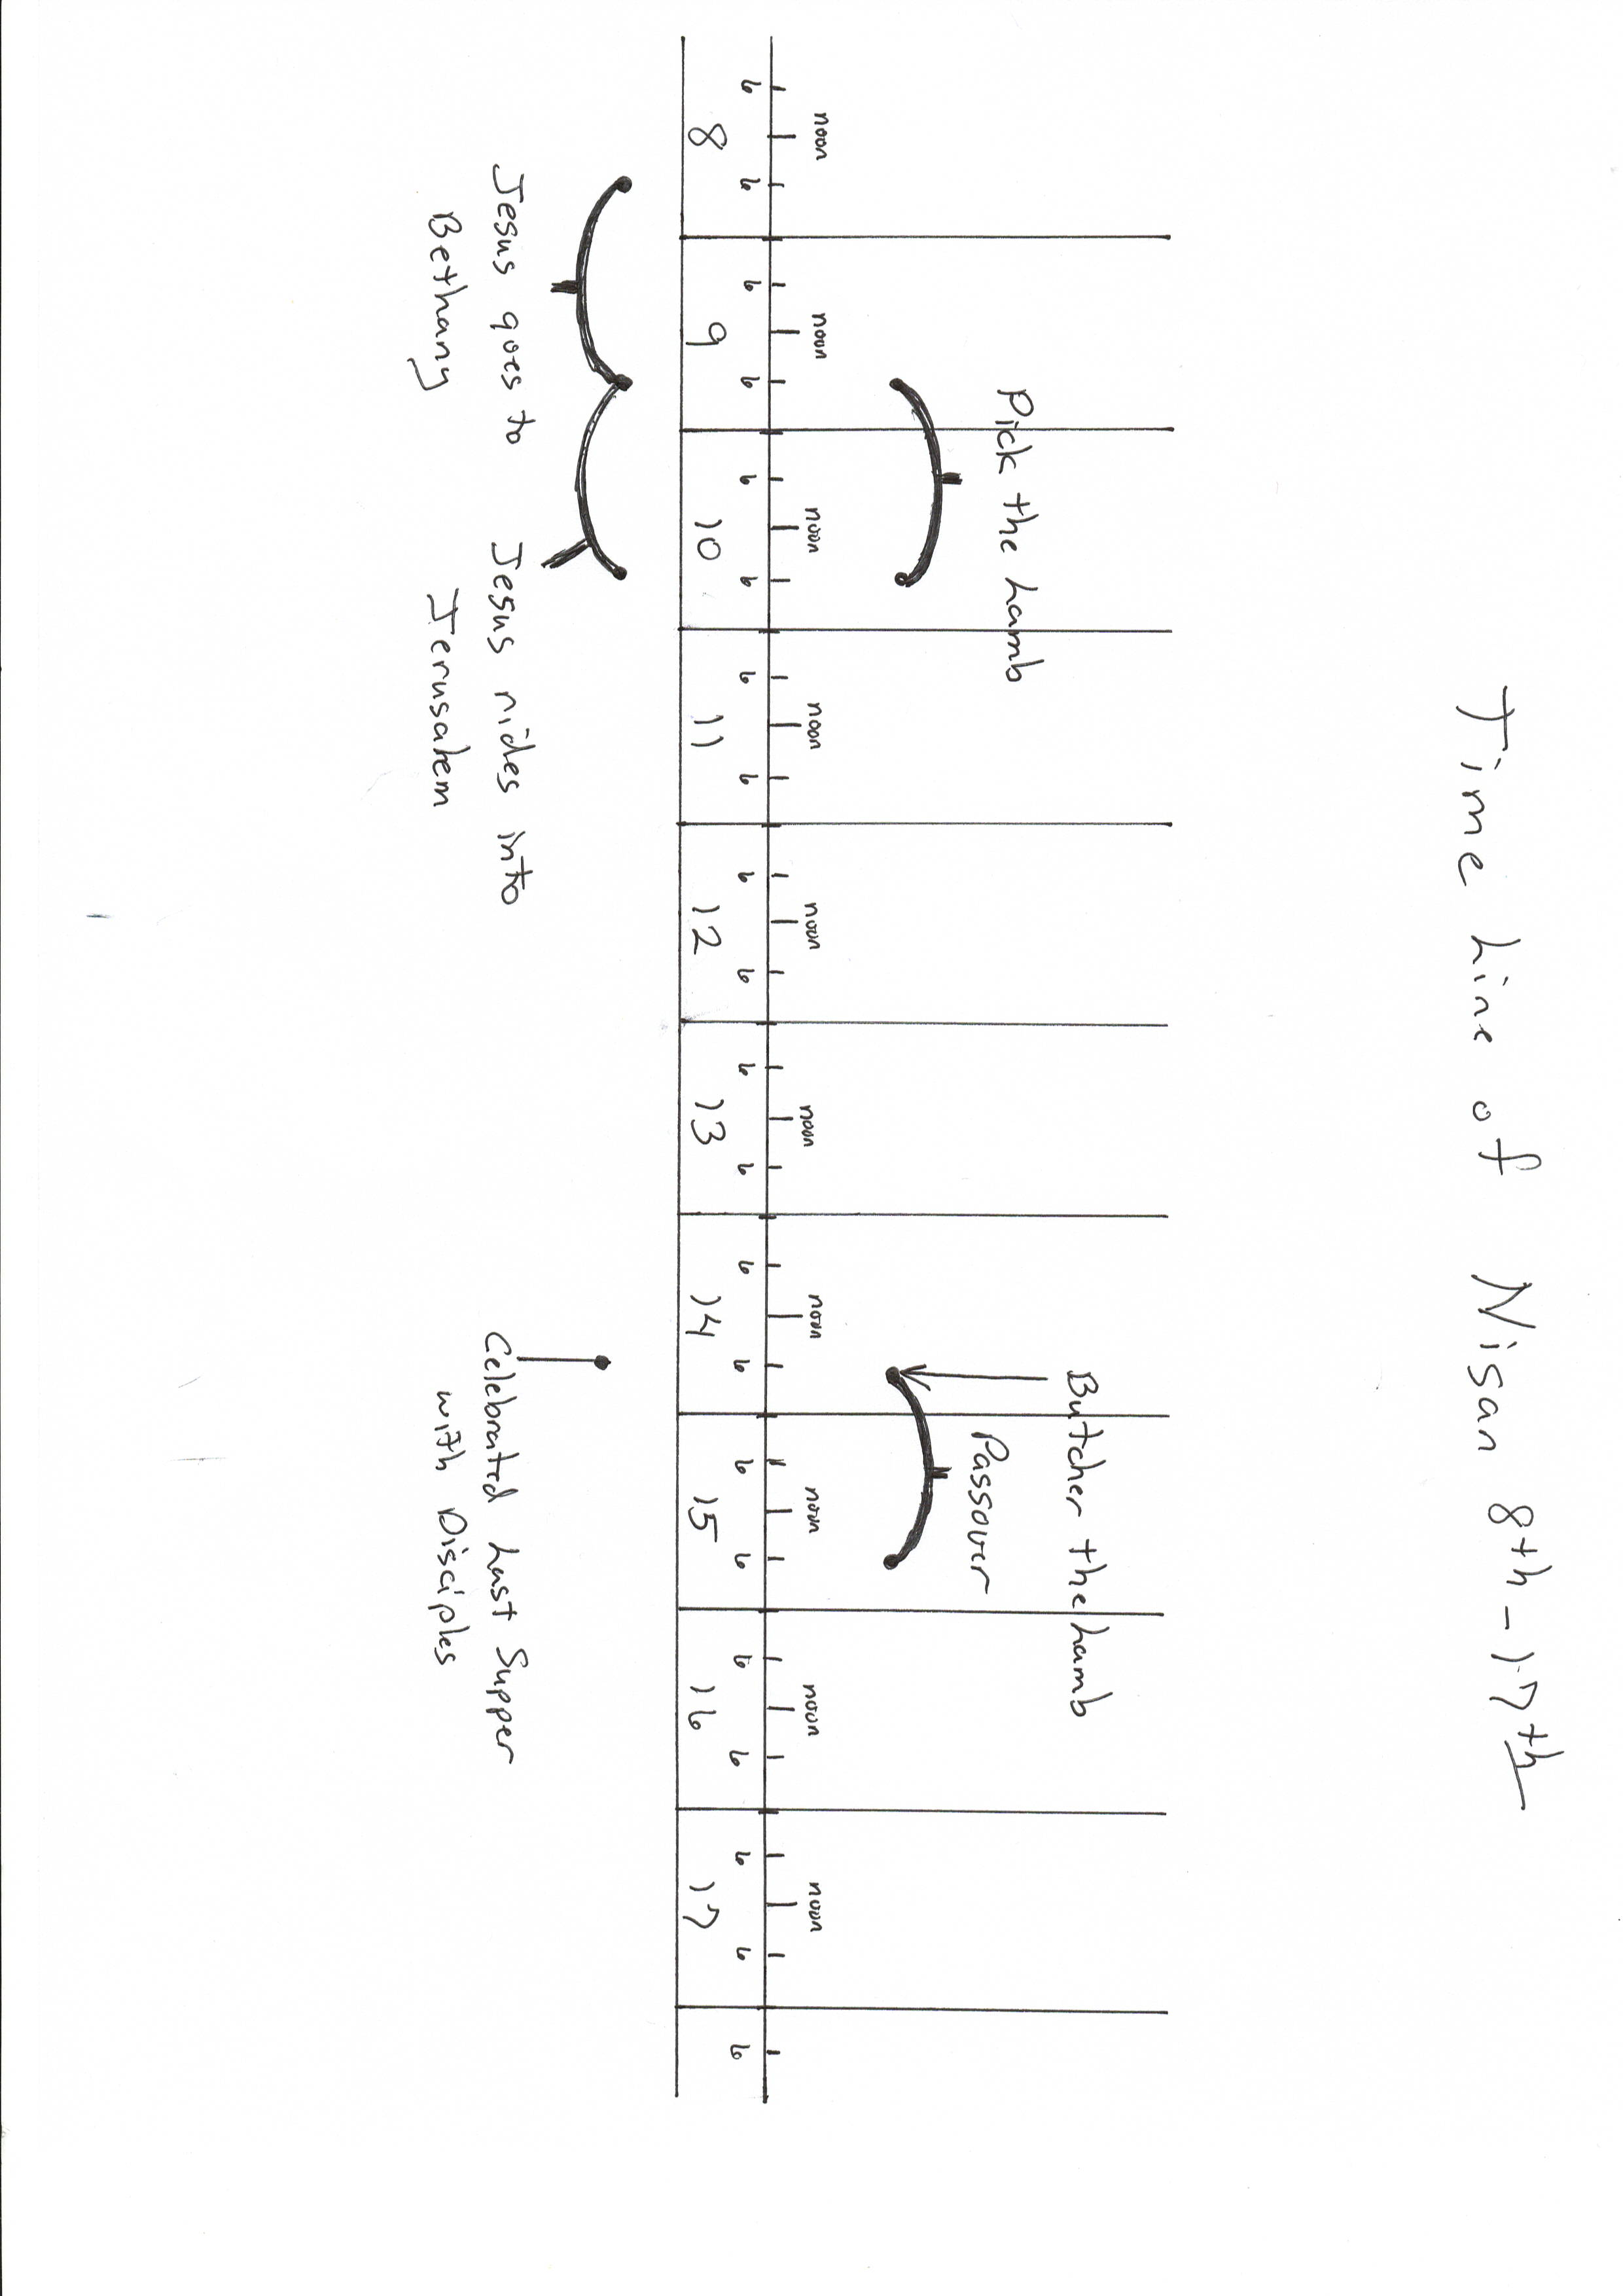 Time Line of Nisan 8th - 17th
Pick the Lamb
Butcher the Lamb
Passover
noon noon noon noon noon noon noon noon noon noon
6 6 6 6 6 6 6 6 6 6 6 6 6 6 6 6 6 6 6 6 6
8 9 10 11 12 13 14 15 16 17
Jesus goes to
Bethany
Jesus rides into
Jerusalem
Celebrated Last Supper
with Disciples